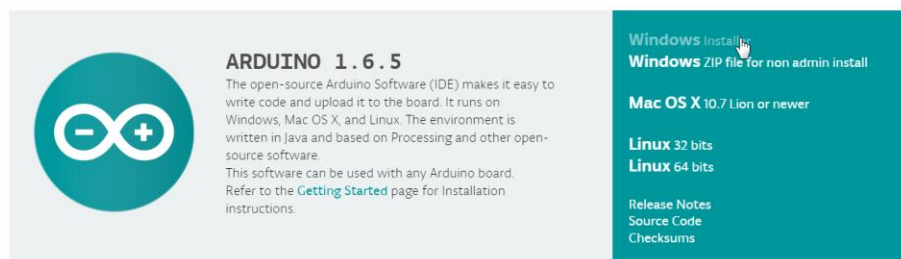 ARDUINO 1.6.5
The open-source Arduino Software (IDE) makes it easy to
write code and upload it to the board. It runs on
Windows, Mac OS X, and Linux. The environment is
written in Java and based on Processing and other open-
source software.
This software can be used with any Arduino board.
Refer to the Getting Started page for Installation
instructions.
Windows Installer
Windows ZIP file for non admin install
Mac OS X 10.7 Lion or newer
Linux 32 bits
Linux 64 bits
Release Notes
Source Code
Checksums